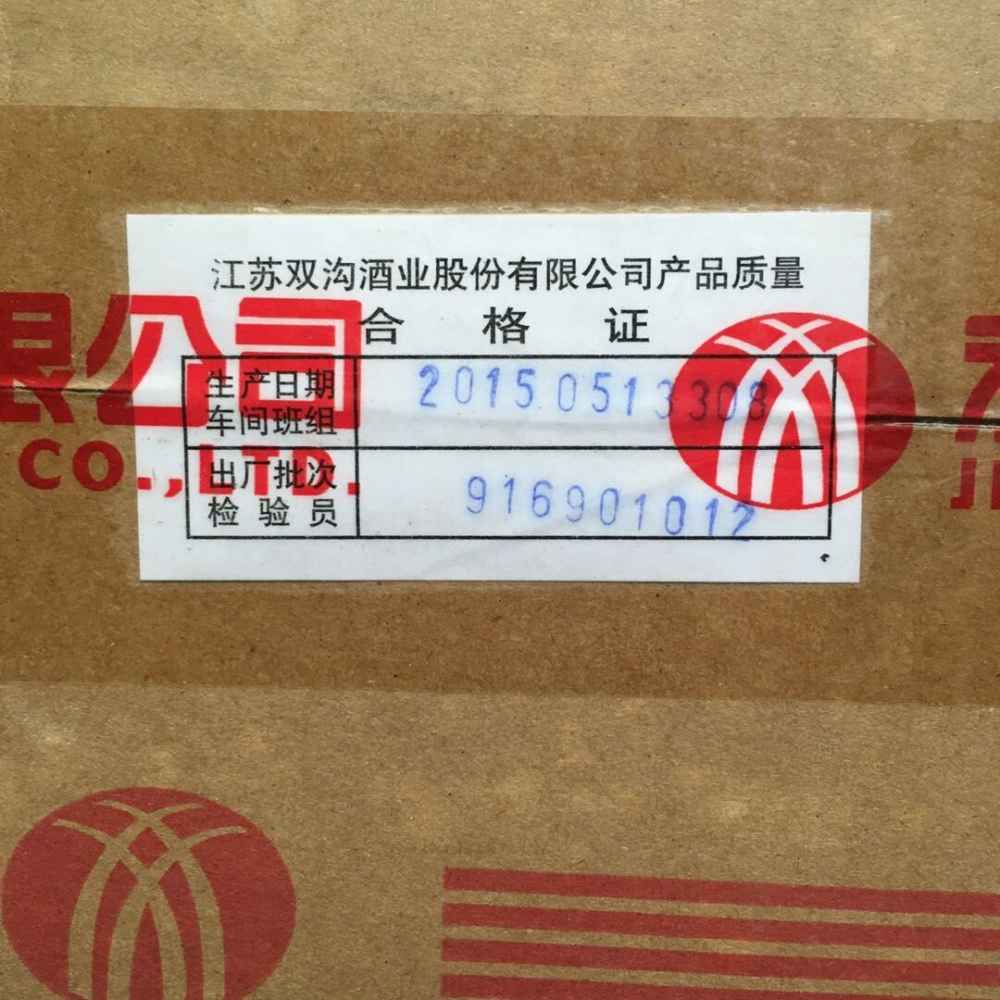 江苏双沟酒业股份有限公司产品质量
合格证
限公司
生产日期
20150513308
车间班组
CO.,LTD.
出厂批次
916901012
检验员